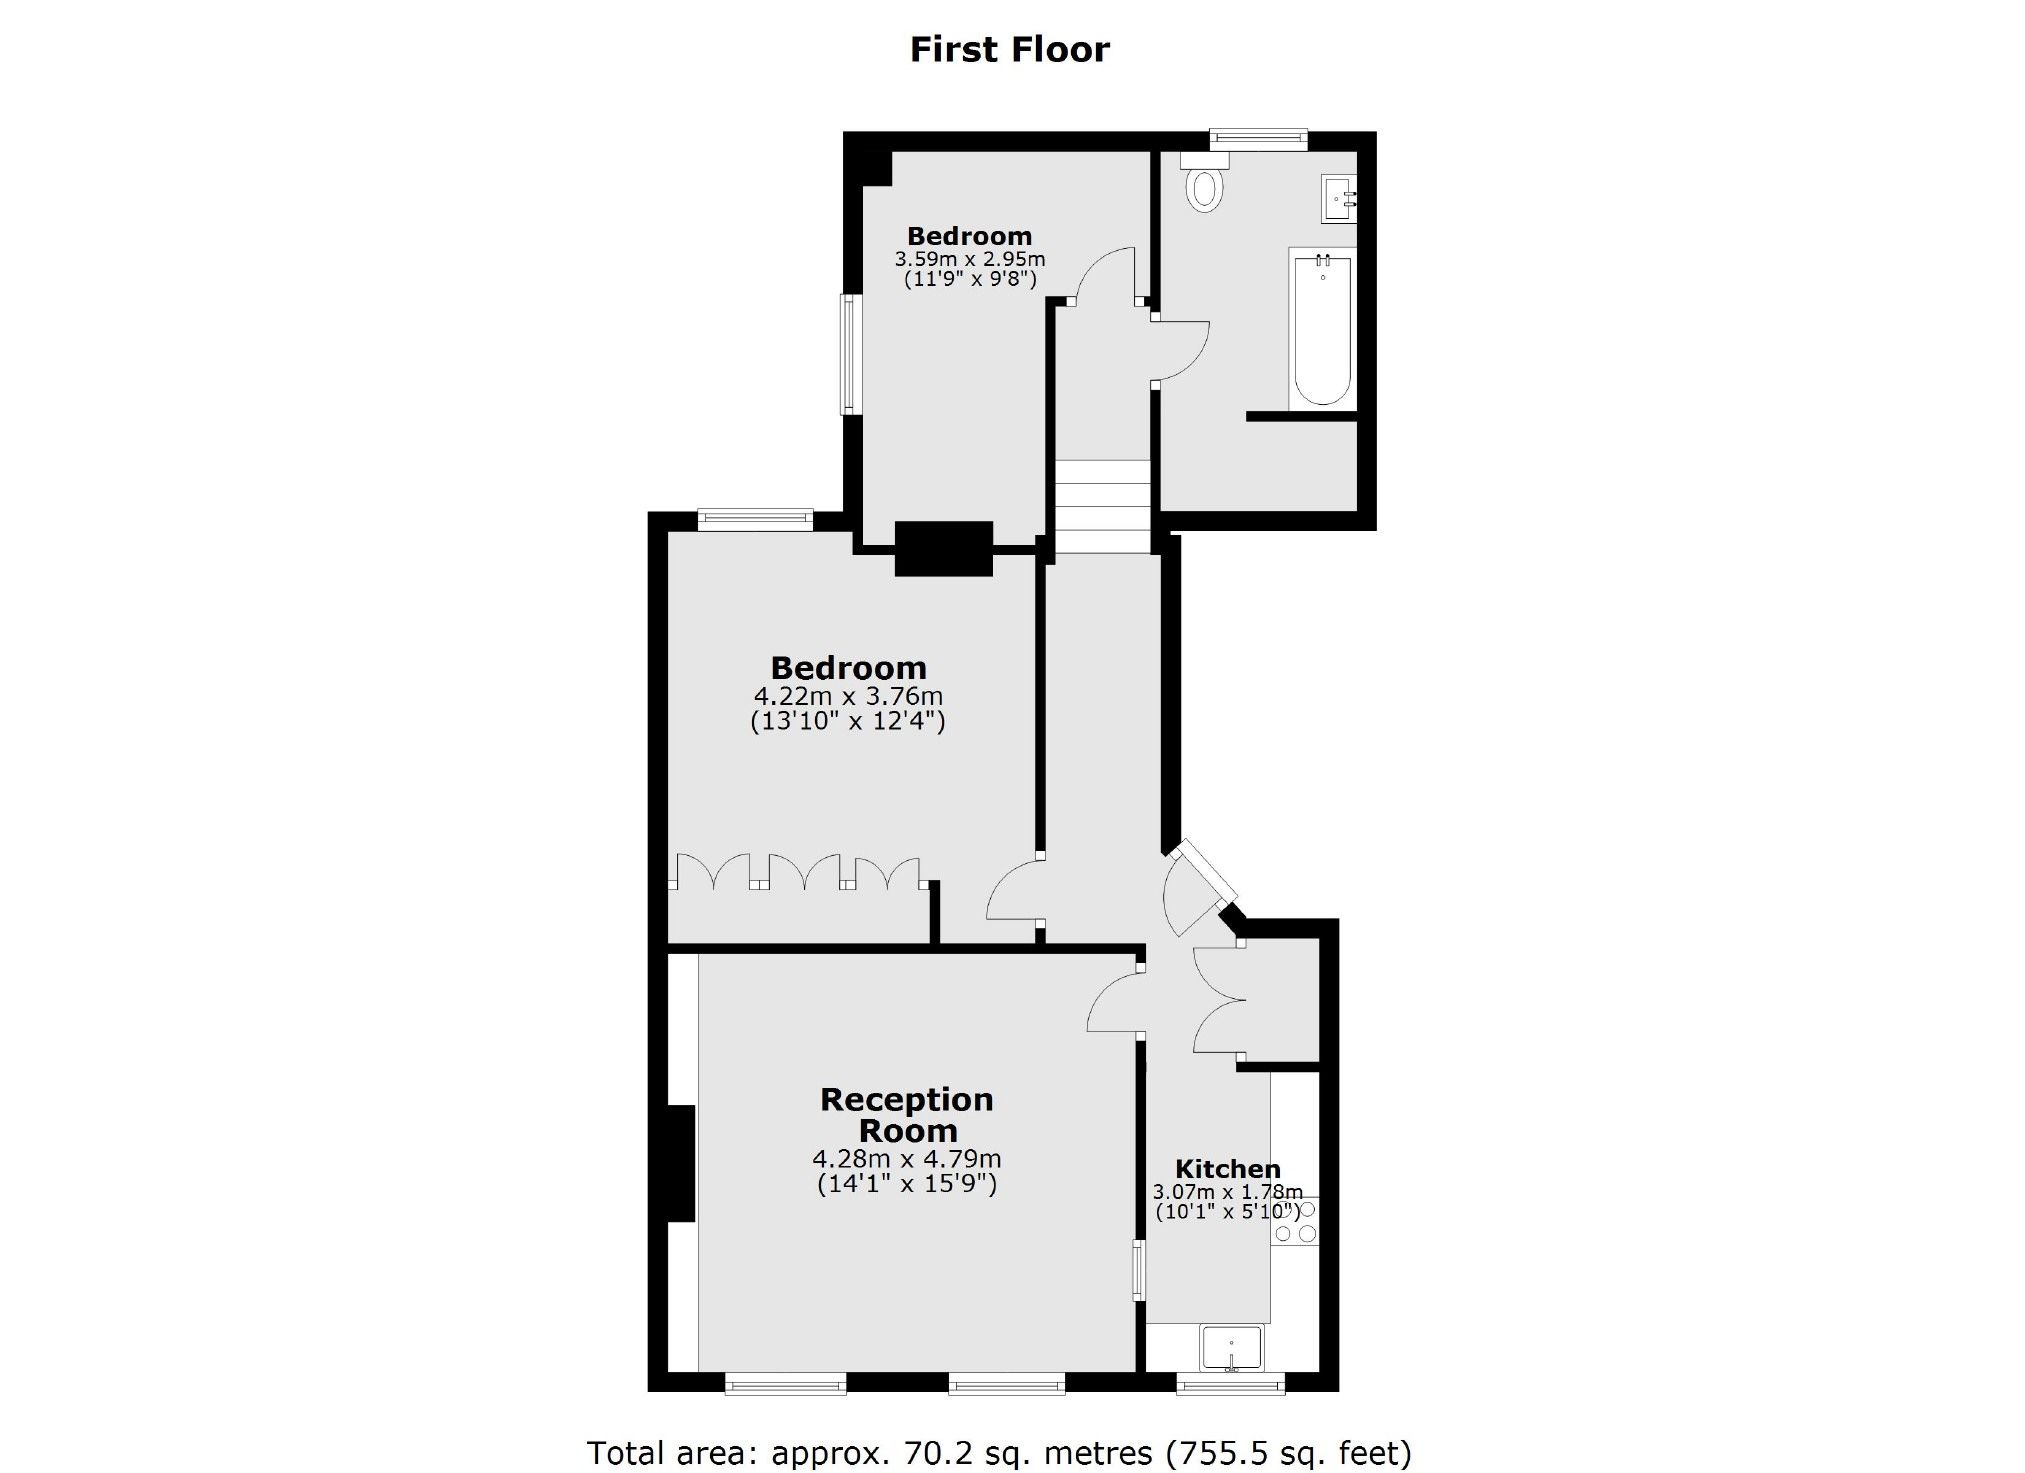 First Floor
Bedroom
3.59m x 2.95m
(11'9" x 9'8")
Bedroom
4.22m x 3.76m
(13'10" x 12'4")
Reception
Room
4.28m x 4.79m
(14'1" x 15'9")
Kitchen
3.07m x 1.78m
(10'1" x 5'10")
Total area: approx. 70.2 sq. metres (755.5 sq. feet)